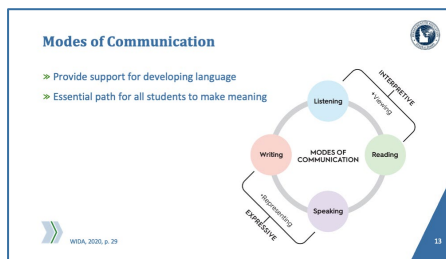 Modes of Communication
» Provide support for developing language
» Essential path for all students to make meaning
INTERPRETIVE
+Viewing
Listening
Writing
MODES OF
COMMUNICATION
Reading
Speaking
+Representing
EXPRESSIVE
WIDA, 2020, p. 29
13